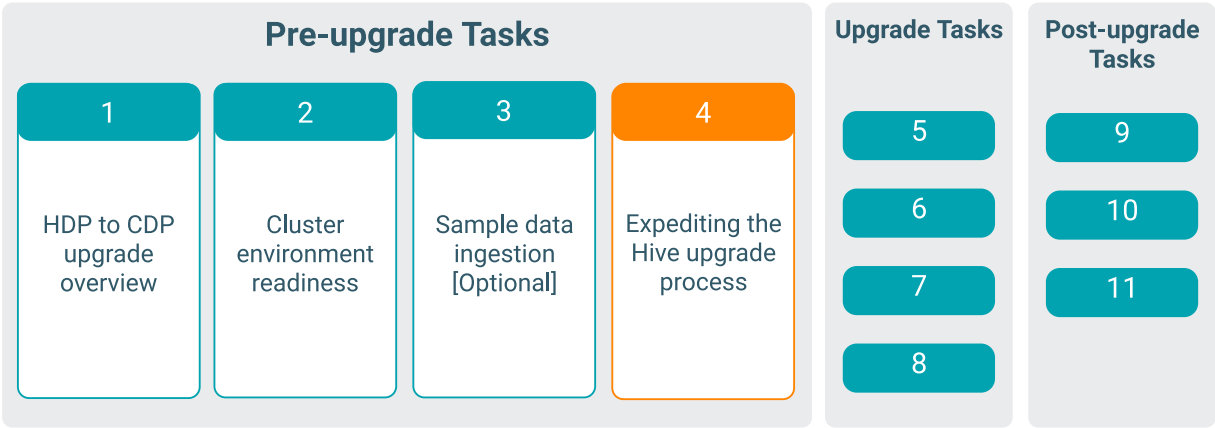 Pre-upgrade Tasks
1
HDP to CDP
upgrade
overview
2
Cluster
environment
readiness
3
Sample data
ingestion
[Optional]
4
Expediting the
Hive upgrade
process
Upgrade Tasks
5
6
7
8
Post-upgrade
Tasks
9
10
11